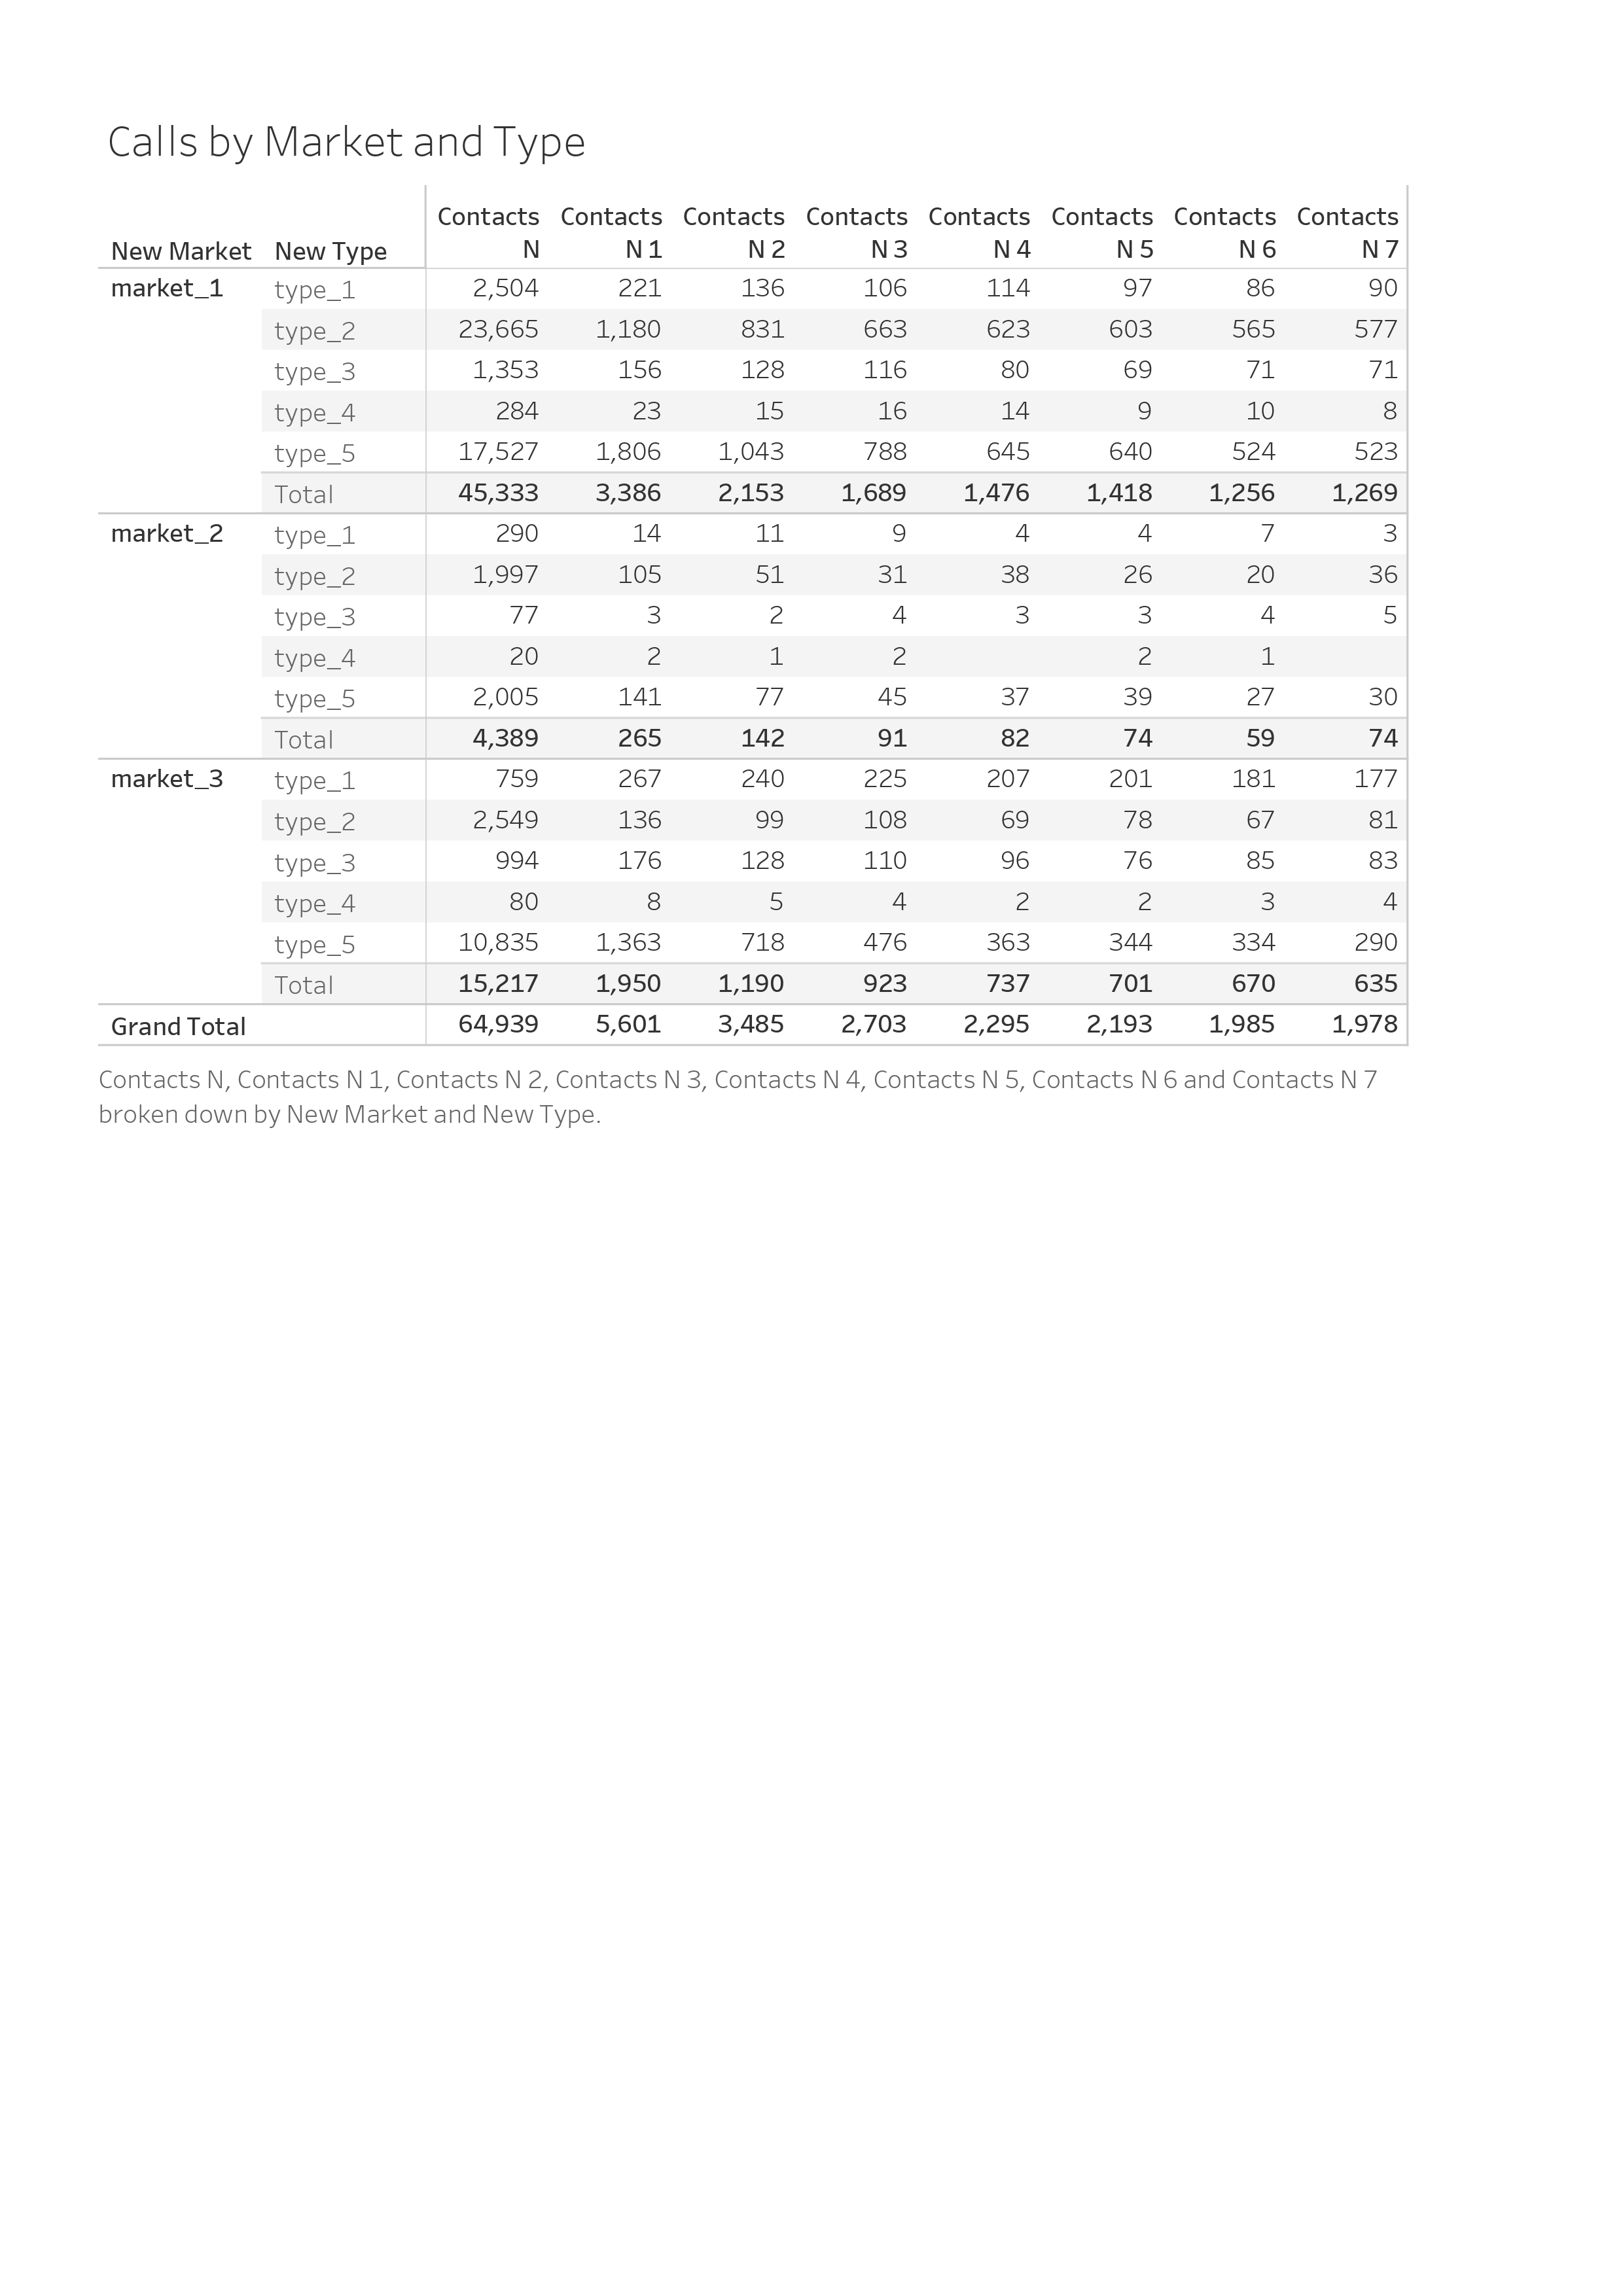 Calls by Market and Type
New Market New Type Contacts N Contacts N 1 Contacts N 2 Contacts N 3 Contacts N 4 Contacts N 5 Contacts N 6 Contacts N 7
market_1 type_1 2,504 221 136 106 114 97 86 90
type_2 23,665 1,180 831 663 623 603 565 577
type_3 1,353 156 128 116 80 69 71 71
type_4 284 23 15 16 14 9 10 8
type_5 17,527 1,806 1,043 788 645 640 524 523
Total 45,333 3,386 2,153 1,689 1,476 1,418 1,256 1,269
market_2 type_1 290 14 11 9 4 4 7 3
type_2 1,997 105 51 31 38 26 20 36
type_3 77 3 2 4 3 3 4 5
type_4 20 2 1 2 2 1
type_5 2,005 141 77 45 37 39 27 30
Total 4,389 265 142 91 82 74 59 74
market_3 type_1 759 267 240 225 207 201 181 177
type_2 2,549 136 99 108 69 78 67 81
type_3 994 176 128 110 96 76 85 83
type_4 80 8 5 4 2 2 3 4
type_5 10,835 1,363 718 476 363 344 334 290
Total 15,217 1,950 1,190 923 737 701 670 635
Grand Total 64,939 5,601 3,485 2,703 2,295 2,193 1,985 1,978
Contacts N, Contacts N 1, Contacts N 2, Contacts N 3, Contacts N 4, Contacts N 5, Contacts N 6 and Contacts N 7
broken down by New Market and New Type.